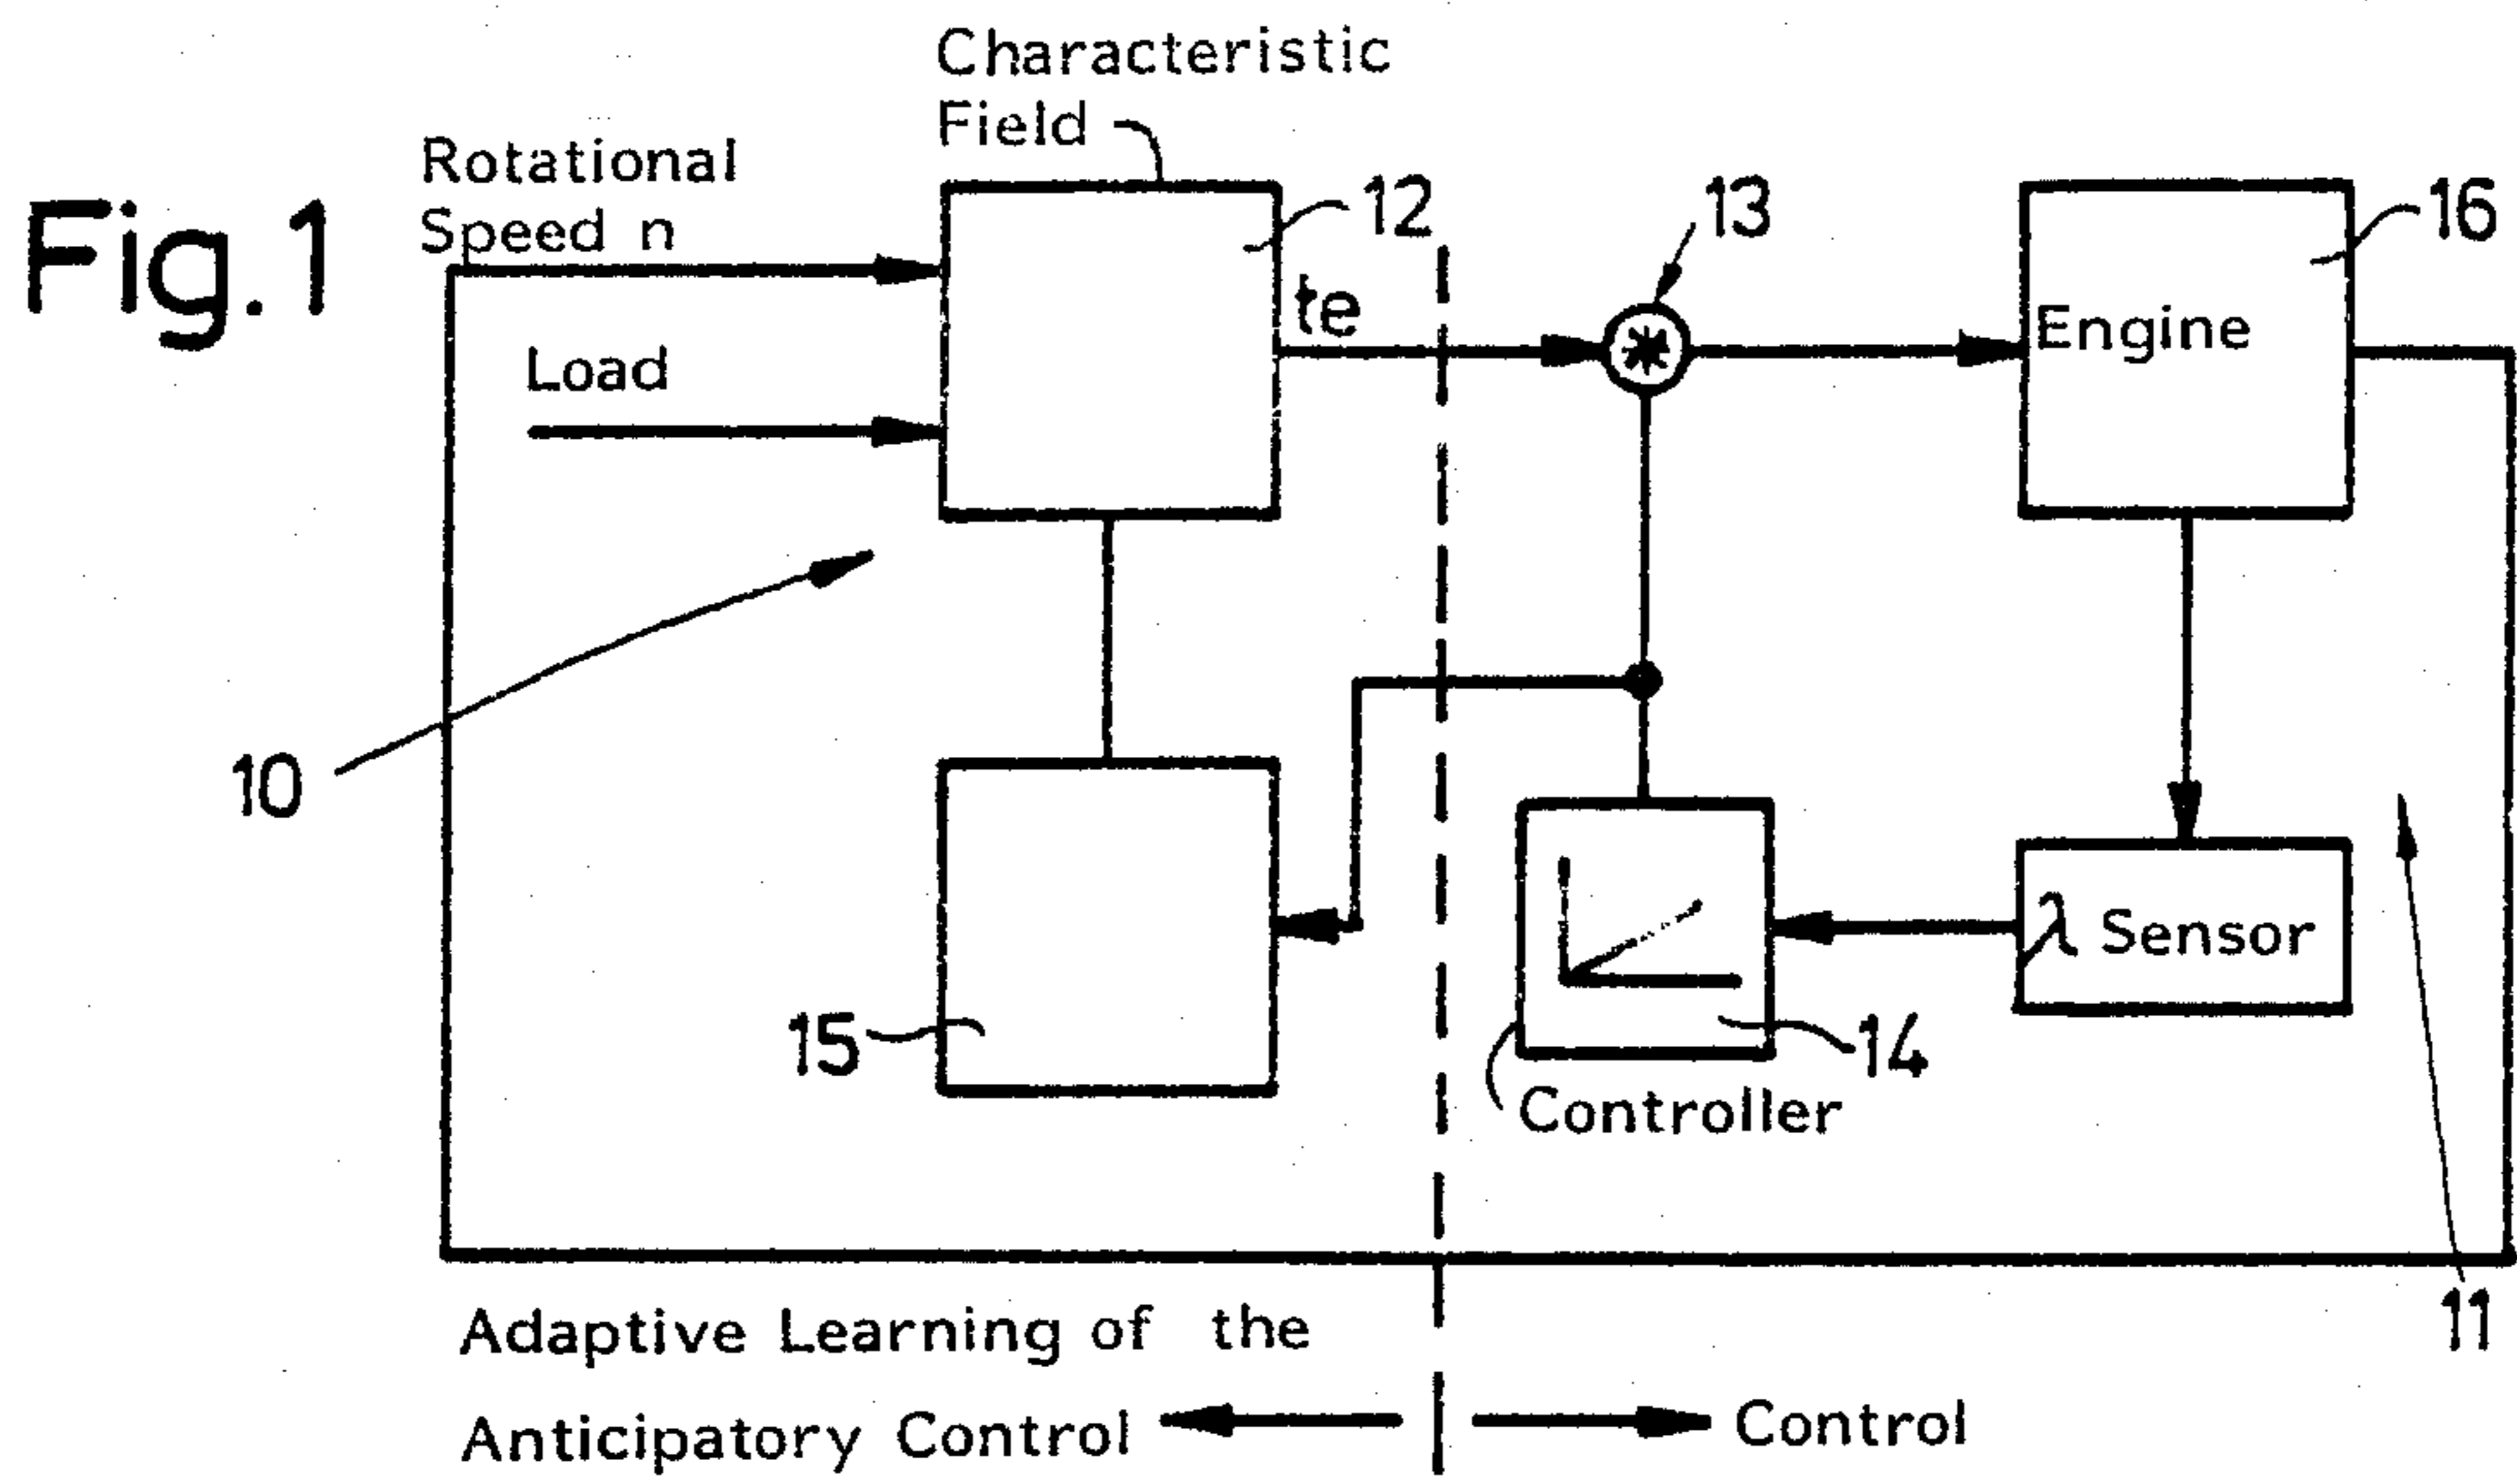 Fig.1
Characteristic
Field
Rotational
Speed n
12
13
16
te
Load
Engine
10
λ Sensor
15
14
Controller
11
Adaptive Learning of the
Anticipatory Control
Control